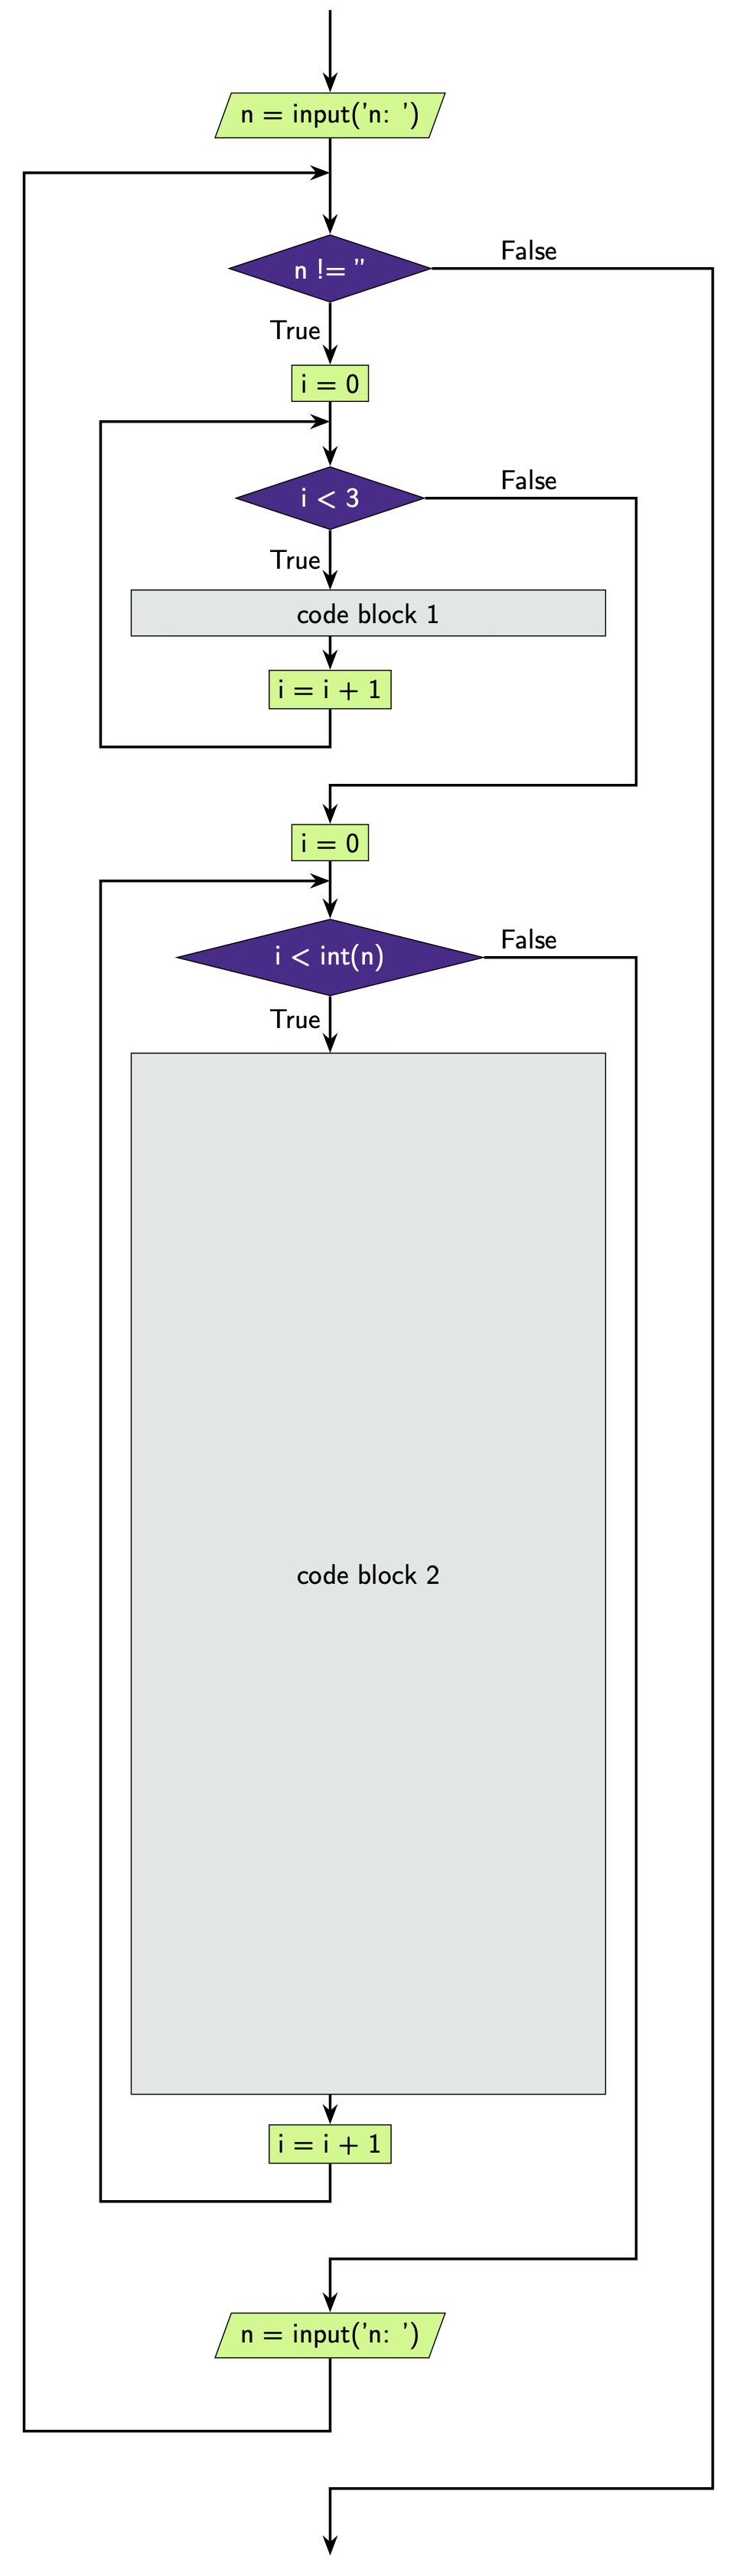 n = input('n: ')
n != ''
False
True
i = 0
i < 3
False
True
code block 1
i = i + 1
i = 0
i < int(n)
False
True
code block 2
i = i + 1
n = input('n: ')